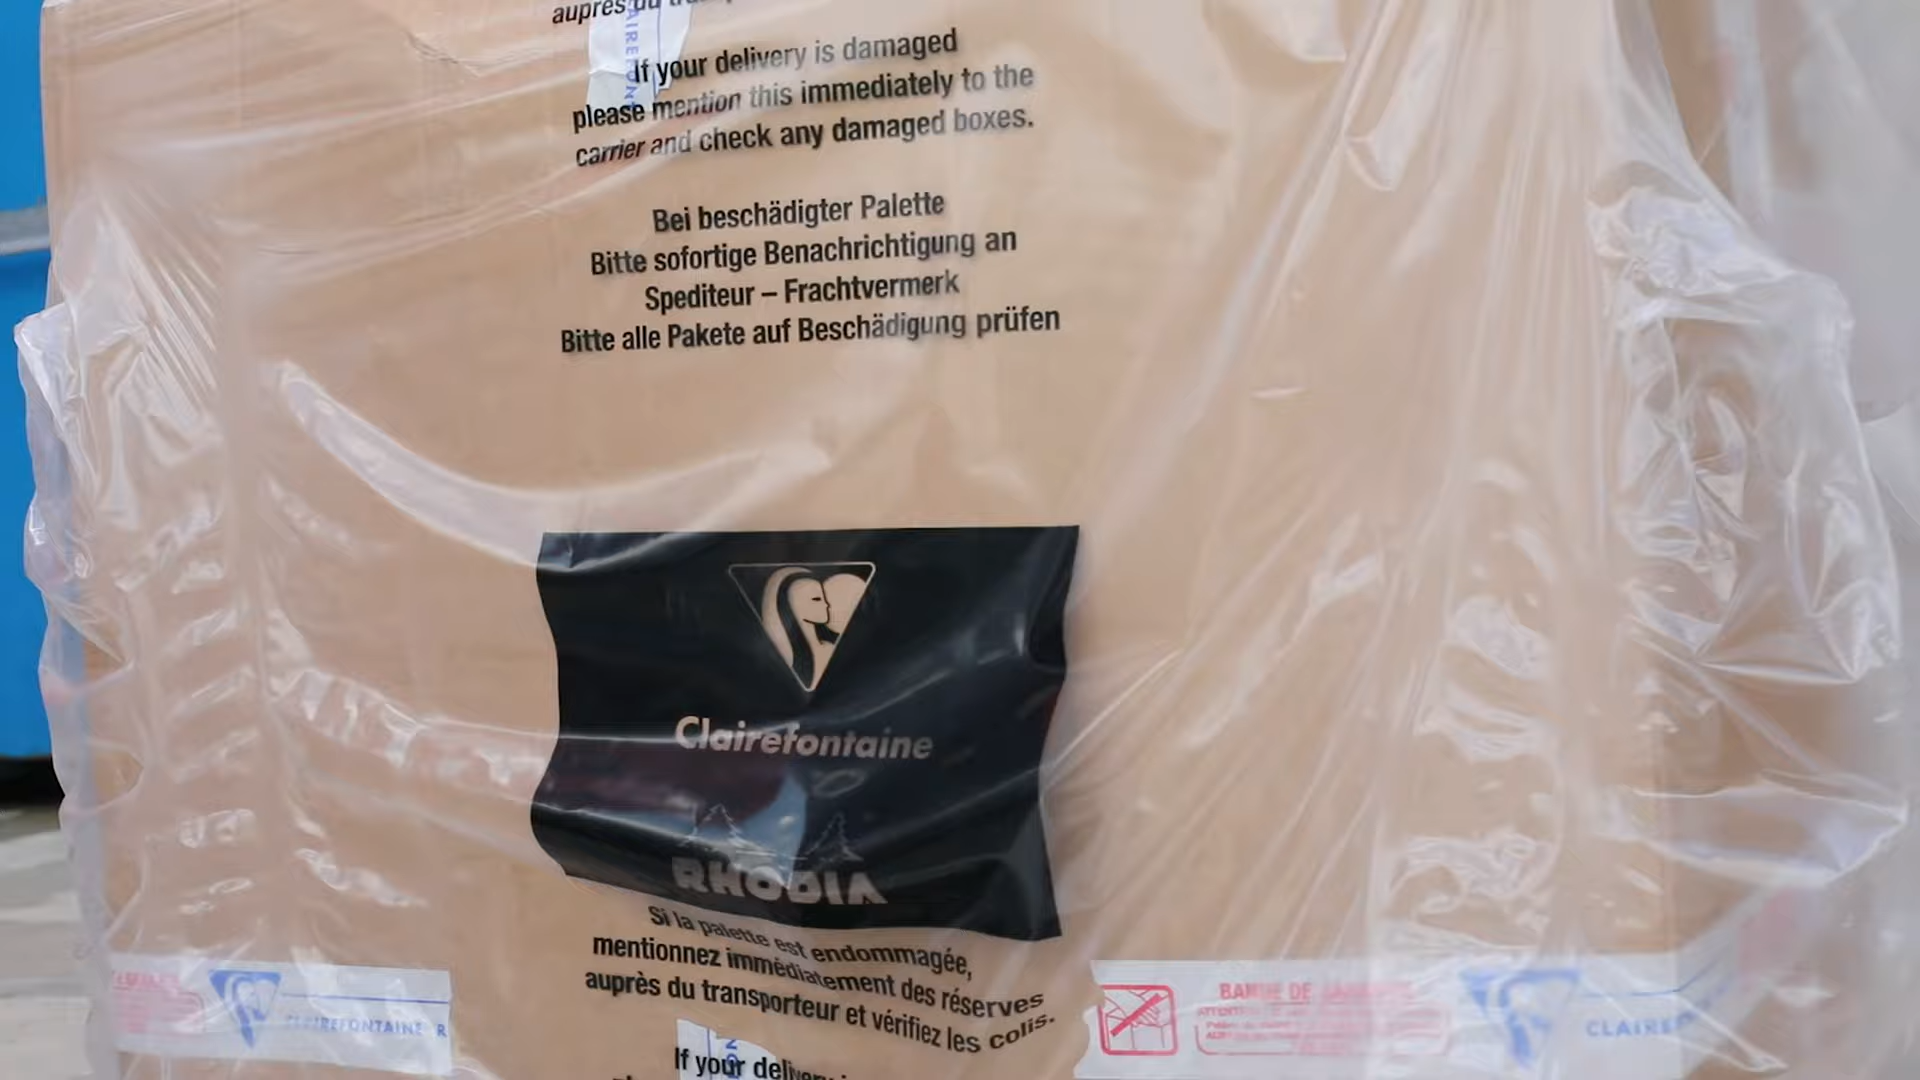 auprès du
If your delivery is damaged
please mention this immediately to the
carrier and check any damaged boxes.
Bei beschädigter Palette
Bitte sofortige Benachrichtigung an
Spediteur – Frachtvermerk
Bitte alle Pakete auf Beschädigung prüfen
Clairefontaine
RHODIA
Si la palette est endommagée,
mentionnez immédiatement des réserves
auprès du transporteur et vérifiez les colis.
CLAIREFONTAINE R
BANDE DE
If your